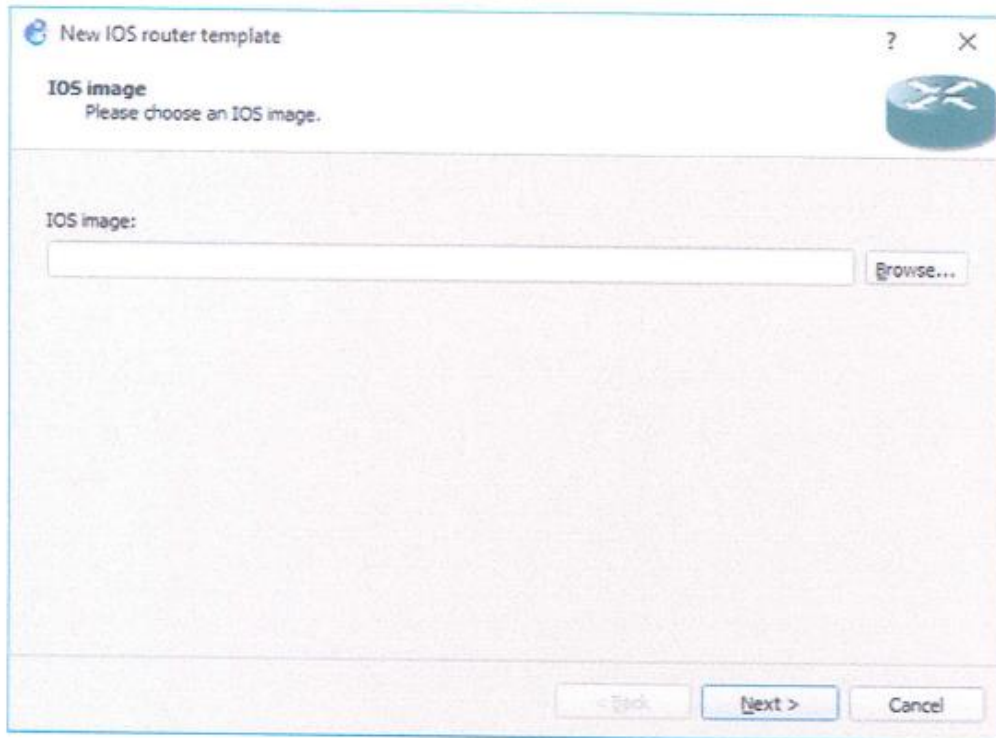 New IOS router template
?
IOS image
Please choose an IOS image.
IOS image:
Browse...
< Back
Next >
Cancel